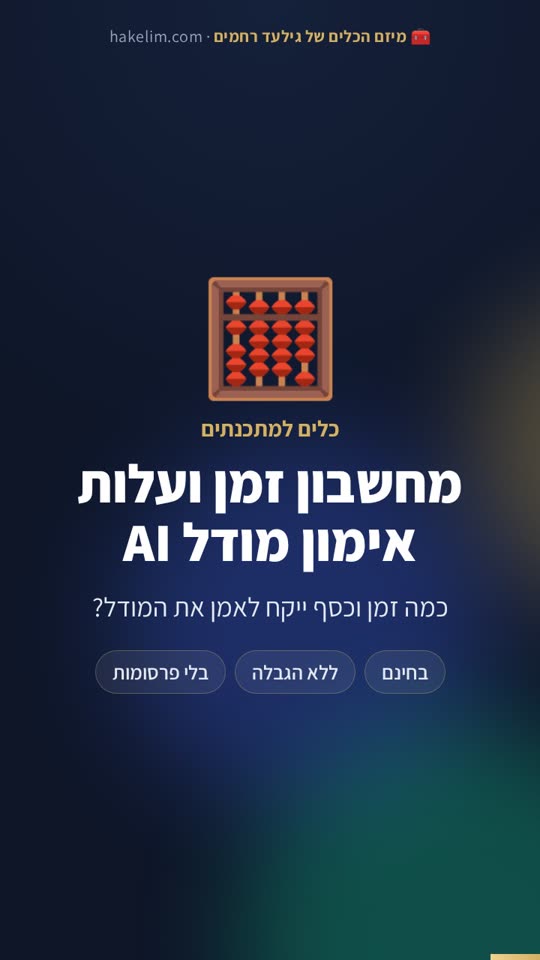 🧰 מיזם הכלים של גילעד רחמים · hakelim.com
כלים למתכנתים
מחשבון זמן ועלות
אימון מודל AI
כמה זמן וכסף ייקח לאמן את המודל?
בחינם
ללא הגבלה
בלי פרסומות